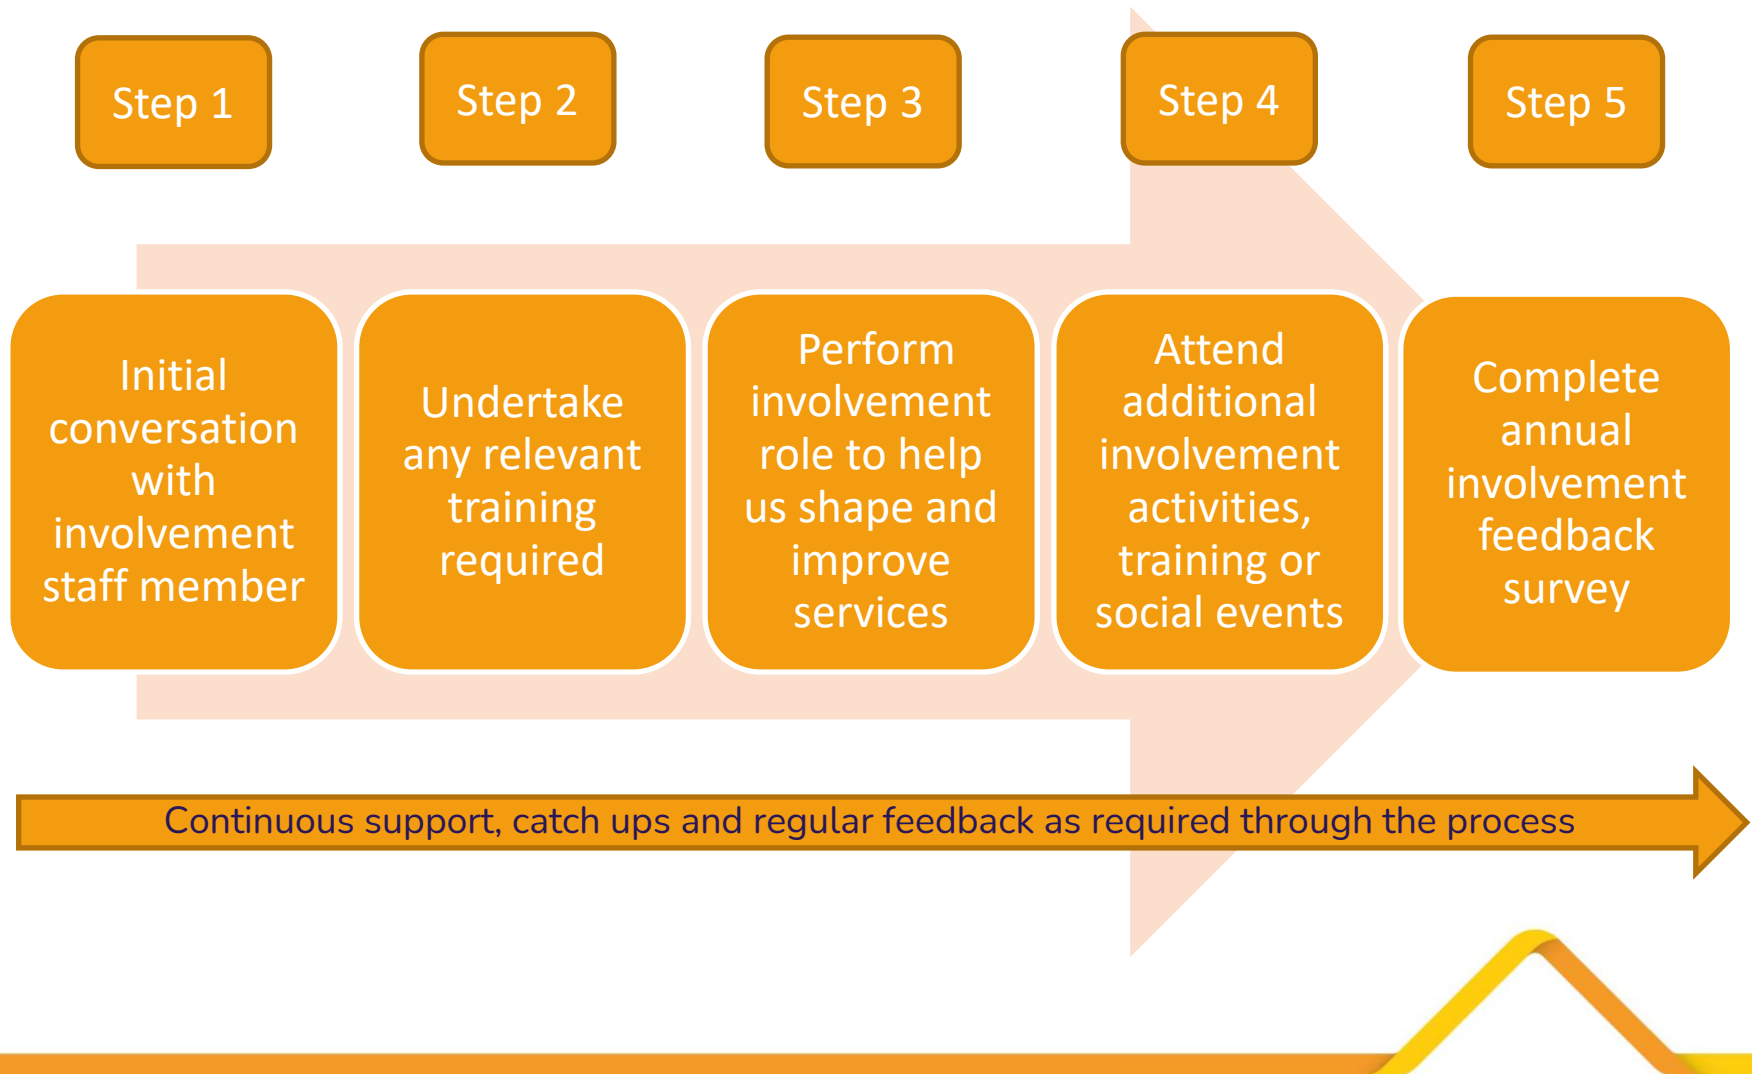 Step 1
Step 2
Step 3
Step 4
Step 5
Initial
conversation
with
involvement
staff member
Undertake
any relevant
training
required
Perform
involvement
role to help
us shape and
improve
services
Attend
additional
involvement
activities,
training or
social events
Complete
annual
involvement
feedback
survey
Continuous support, catch ups and regular feedback as required through the process